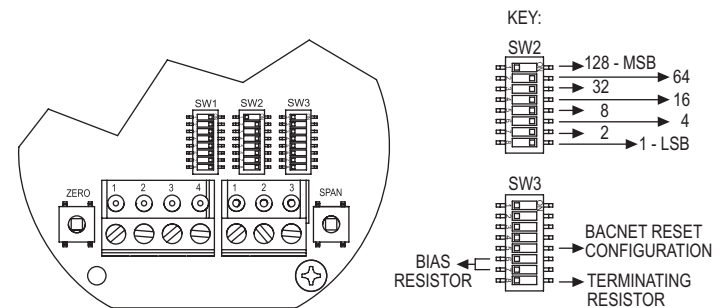 KEY:
SW2
128 - MSB
64
32
16
8
4
2
1 - LSB
SW1 SW2 SW3
ZERO
1 2 3 4
1 2 3
SPAN
SW3
BACNET RESET
CONFIGURATION
BIAS
RESISTOR
TERMINATING
RESISTOR